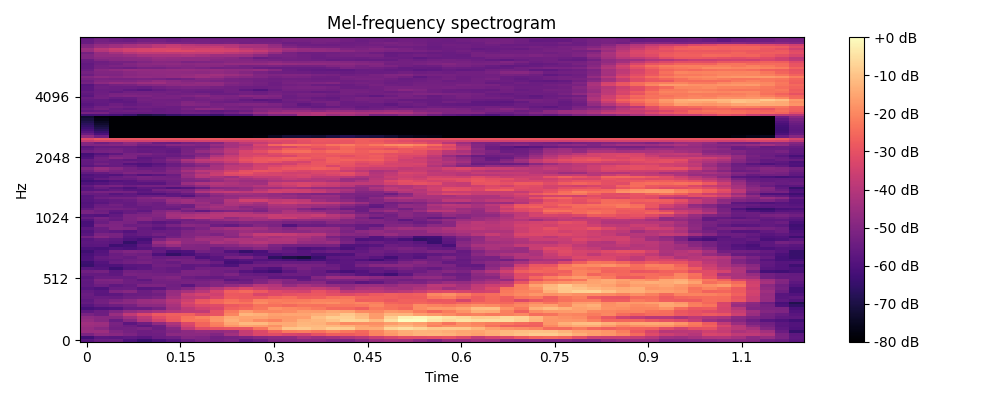 Mel-frequency spectrogram
+0 dB
-10 dB
4096
-20 dB
-30 dB
2048
Hz
-40 dB
1024
-50 dB
-60 dB
512
-70 dB
0
-80 dB
0 0.15 0.3 0.45 0.6 0.75 0.9 1.1
Time